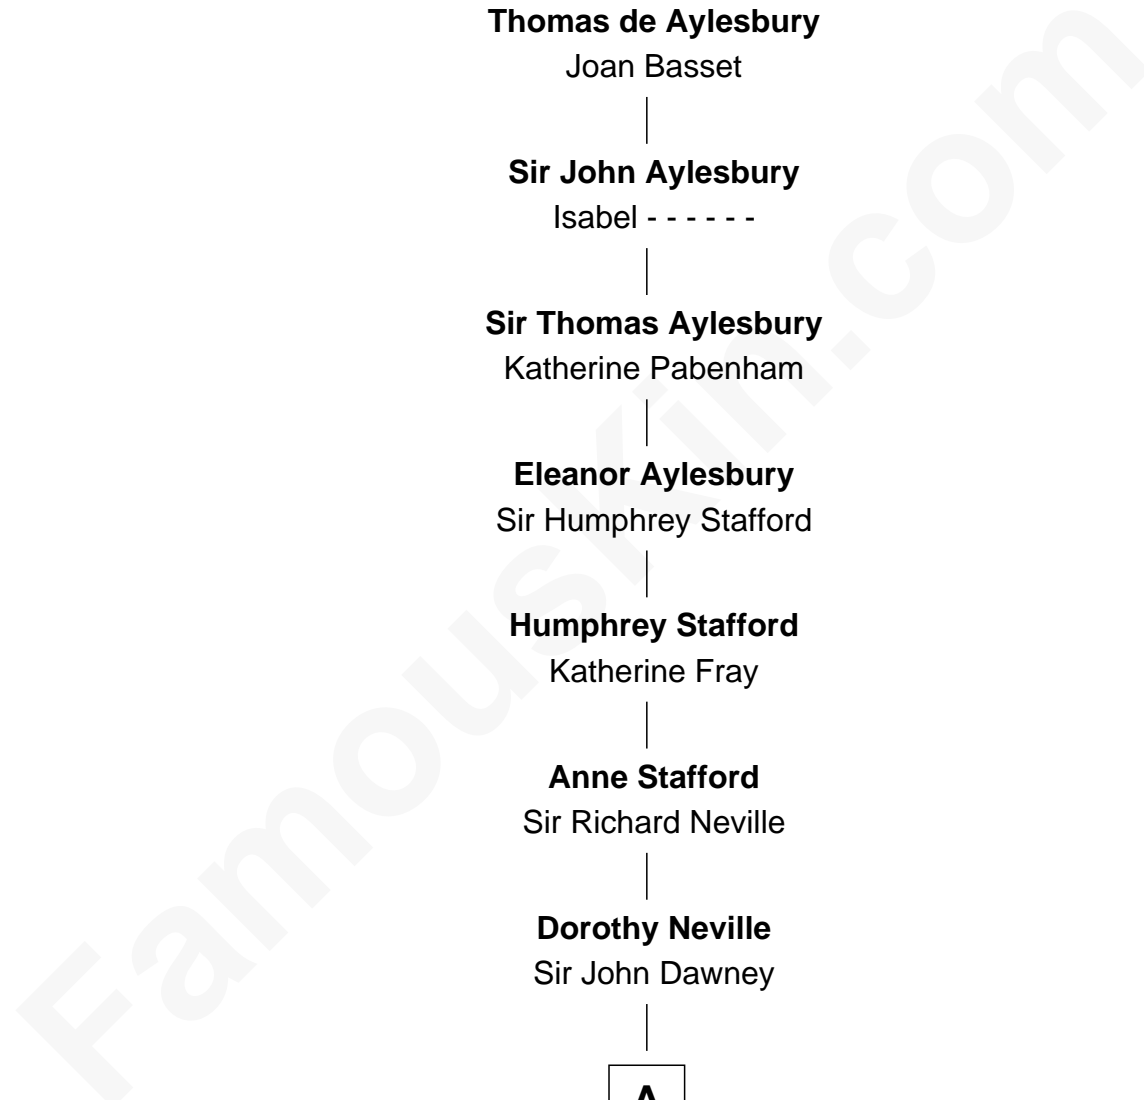 Thomas de Aylesbury
Joan Basset
Sir John Aylesbury
Isabel - - - - - -
Sir Thomas Aylesbury
Katherine Pabenham
Eleanor Aylesbury
Sir Humphrey Stafford
Humphrey Stafford
Katherine Fray
Anne Stafford
Sir Richard Neville
Dorothy Neville
Sir John Dawney
A
FamousKin.com